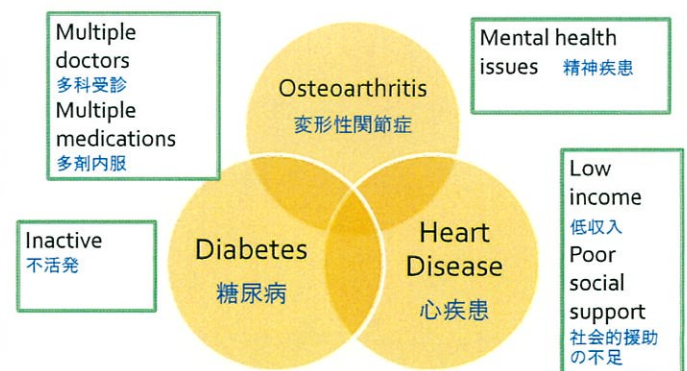 Multiple
doctors
多科受診
Multiple
medications
多剤内服
Osteoarthritis
変形性関節症
Mental health
issues 精神疾患
Inactive
不活発
Diabetes
糖尿病
Heart
Disease
心疾患
Low
income
低収入
Poor
social
support
社会的援助
の不足